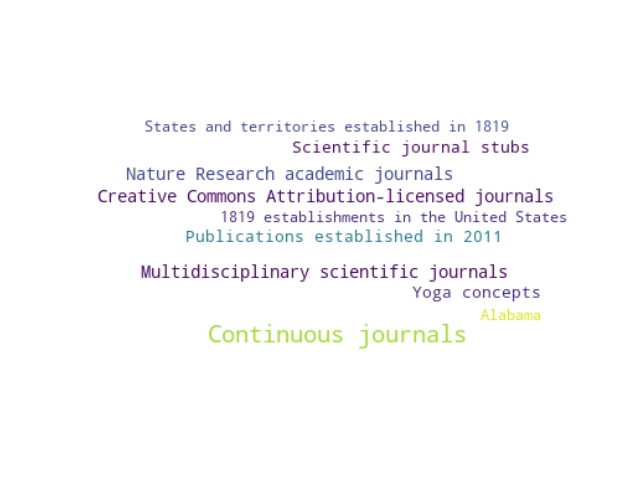 States and territories established in 1819
Scientific journal stubs
Nature Research academic journals
Creative Commons Attribution-licensed journals
1819 establishments in the United States
Publications established in 2011
Multidisciplinary scientific journals
Yoga concepts
Alabama
Continuous journals